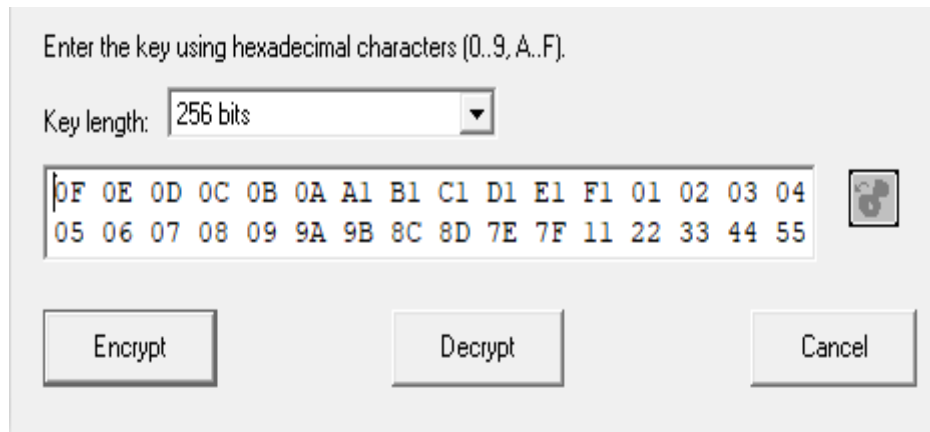 Enter the key using hexadecimal characters (0..9, A..F).
Key length: 256 bits
0F 0E 0D 0C 0B 0A A1 B1 C1 D1 E1 F1 01 02 03 04
05 06 07 08 09 9A 9B 8C 8D 7E 7F 11 22 33 44 55
Encrypt Decrypt Cancel